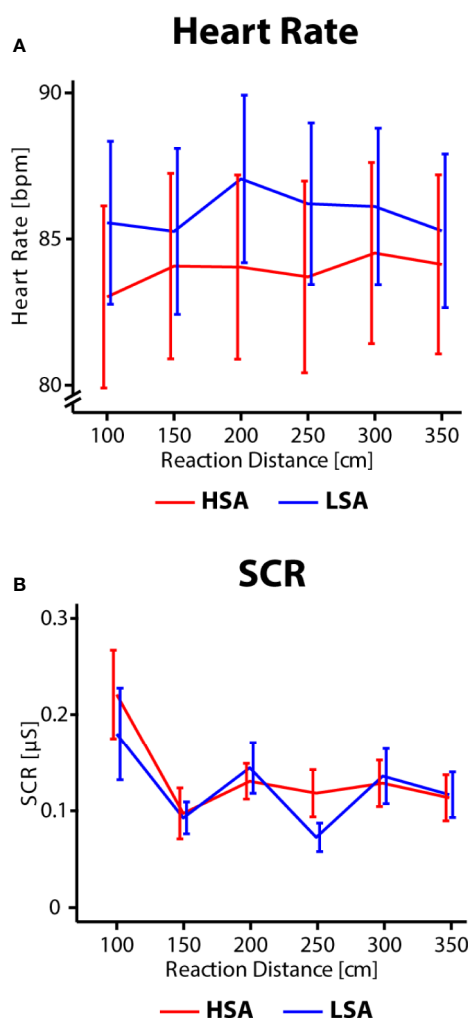 A
Heart Rate
90
85
80
Heart Rate [bpm]
100 150 200 250 300 350
Reaction Distance [cm]
HSA LSA
B
SCR
0.3
0.2
0.1
0
SCR [µS]
100 150 200 250 300 350
Reaction Distance [cm]
HSA LSA